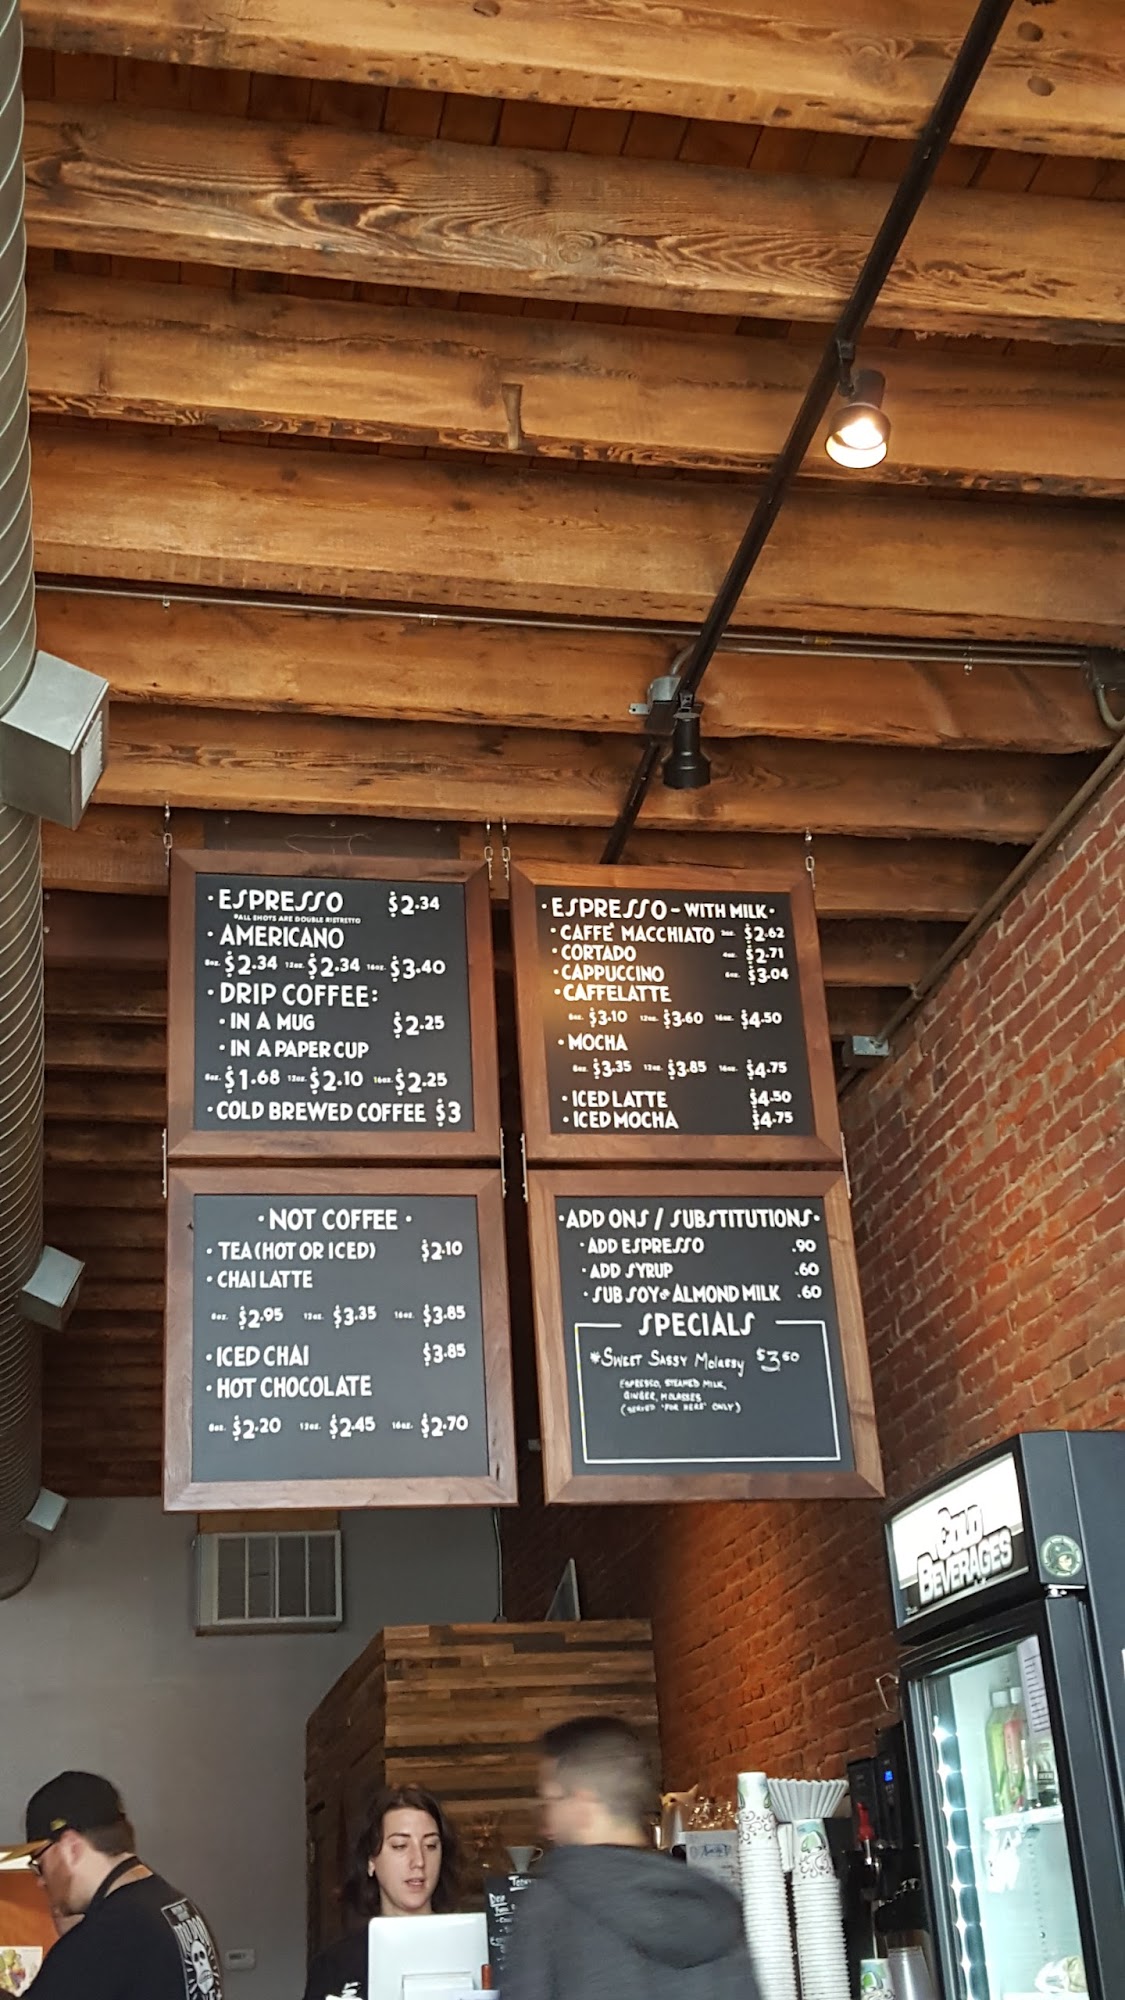 · ESPRESSO $2.34
*ALL SHOTS ARE DOUBLE RISTRETTO
· AMERICANO
8oz. $2.34 12oz. $2.34 16oz. $3.40
· DRIP COFFEE:
· IN A MUG $2.25
· IN A PAPER CUP
8oz. $1.68 12oz. $2.10 16oz. $2.25
· COLD BREWED COFFEE $3
· ESPRESSO - WITH MILK ·
· CAFFÈ MACCHIATO 2oz. $2.62
· CORTADO 4oz. $2.71
· CAPPUCCINO 6oz. $3.04
· CAFFELATTE
8oz. $3.10 12oz. $3.60 16oz. $4.50
· MOCHA
8oz. $3.35 12oz. $3.85 16oz. $4.75
· ICED LATTE $4.50
· ICED MOCHA $4.75
· NOT COFFEE ·
· TEA (HOT OR ICED) $2.10
· CHAI LATTE
8oz. $2.95 12oz. $3.35 16oz. $3.85
· ICED CHAI $3.85
· HOT CHOCOLATE
8oz. $2.20 12oz. $2.45 16oz. $2.70
· ADD ONS / SUBSTITUTIONS ·
· ADD ESPRESSO .90
· ADD SYRUP .60
· SUB SOY or ALMOND MILK .60
SPECIALS
*SWEET SASSY MOLASSY $3.60
ESPRESSO, STEAMED MILK,
GINGER, MOLASSES
(SERVED "FOR HERE" ONLY)
COLD
BEVERAGES